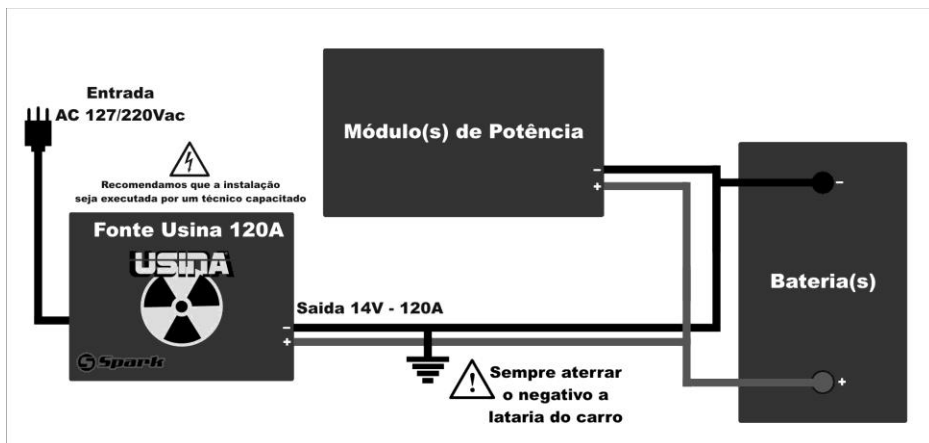 Entrada
AC 127/220Vac
Recomendamos que a instalação
seja executada por um técnico capacitado
Fonte Usina 120A
USINA
Spark
Saida 14V - 120A
-
+
Módulo(s) de Potência
-
+
Sempre aterrar
o negativo a
lataria do carro
Bateria(s)
-
+